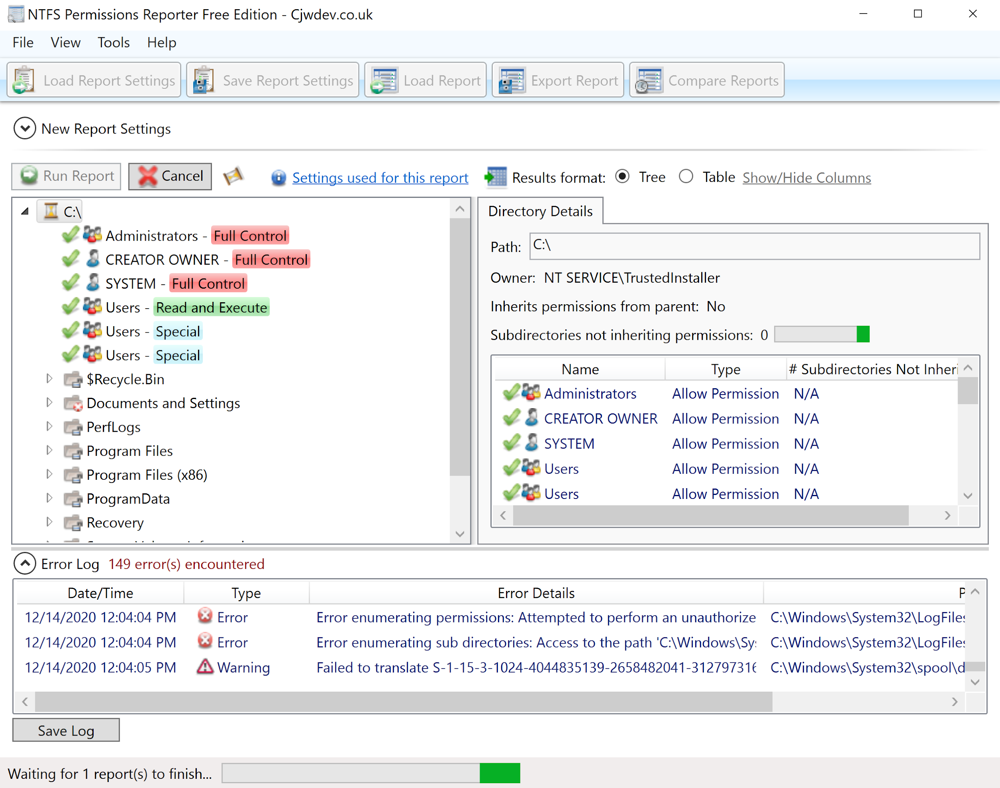 NTFS Permissions Reporter Free Edition - Cjwdev.co.uk
File View Tools Help
Load Report Settings Save Report Settings Load Report Export Report Compare Reports
New Report Settings
Run Report Cancel Settings used for this report Results format: Tree Table Show/Hide Columns
C:\
Administrators - Full Control
CREATOR OWNER - Full Control
SYSTEM - Full Control
Users - Read and Execute
Users - Special
Users - Special
$Recycle.Bin
Documents and Settings
PerfLogs
Program Files
Program Files (x86)
ProgramData
Recovery
Directory Details
Path: C:\
Owner: NT SERVICE\TrustedInstaller
Inherits permissions from parent: No
Subdirectories not inheriting permissions: 0
Name Type # Subdirectories Not Inheri
Administrators Allow Permission N/A
CREATOR OWNER Allow Permission N/A
SYSTEM Allow Permission N/A
Users Allow Permission N/A
Users Allow Permission N/A
Error Log 149 error(s) encountered
Date/Time Type Error Details P
12/14/2020 12:04:04 PM Error Error enumerating permissions: Attempted to perform an unauthorize C:\Windows\System32\LogFiles
12/14/2020 12:04:04 PM Error Error enumerating sub directories: Access to the path 'C:\Windows\Sys C:\Windows\System32\LogFiles
12/14/2020 12:04:05 PM Warning Failed to translate S-1-15-3-1024-4044835139-2658482041-312797316 C:\Windows\System32\spool\d
Save Log
Waiting for 1 report(s) to finish...